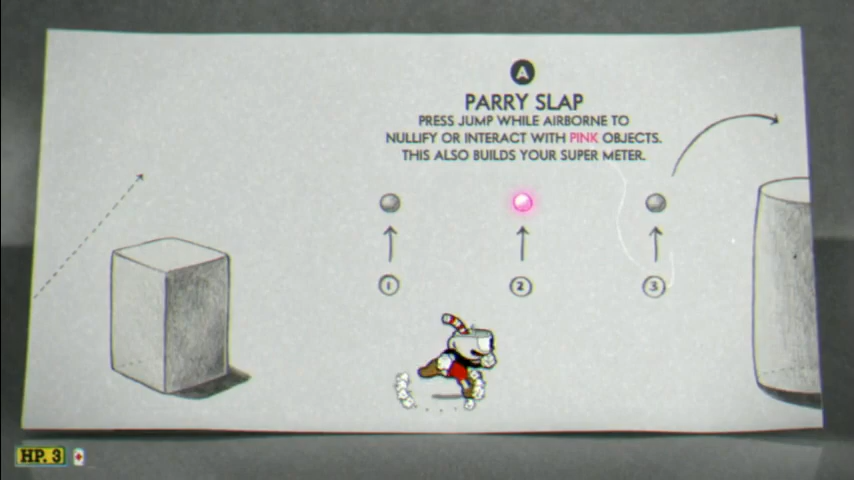 A
PARRY SLAP
PRESS JUMP WHILE AIRBORNE TO
NULLIFY OR INTERACT WITH PINK OBJECTS.
THIS ALSO BUILDS YOUR SUPER METER.
1 2 3
HP. 3